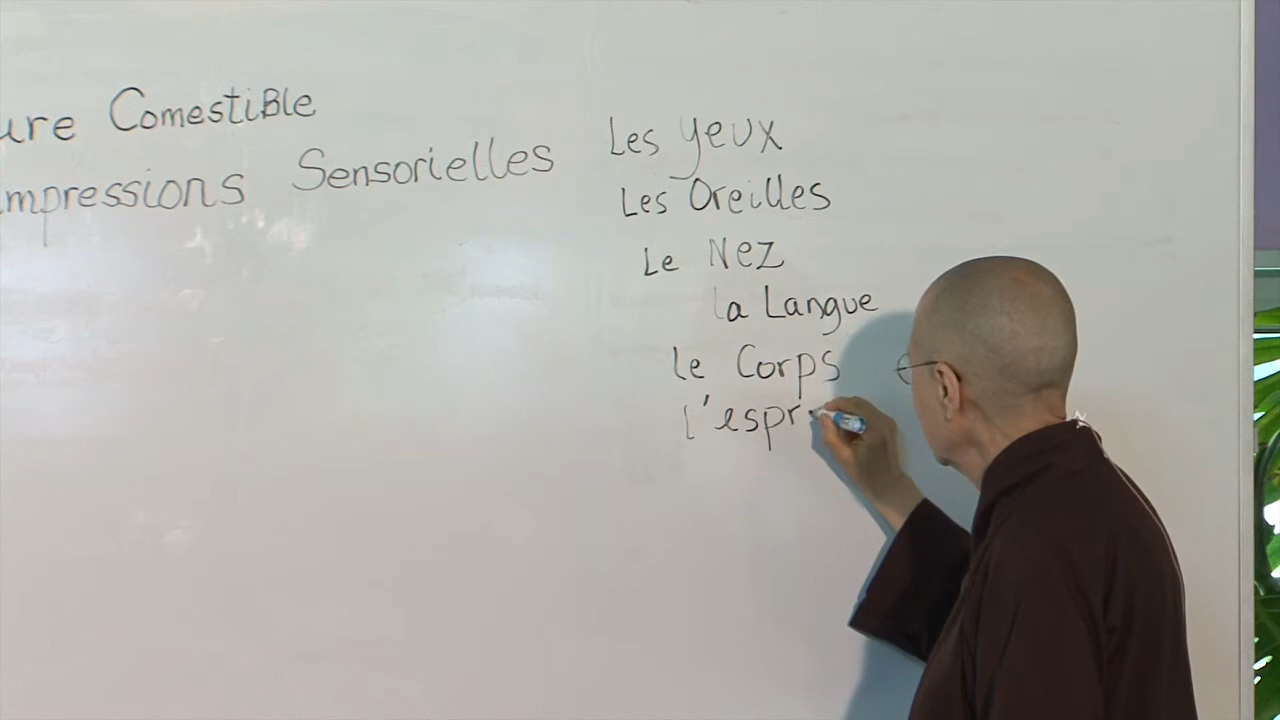 ure Comestible
mpressions Sensorielles
Les yeux
Les Oreilles
Le Nez
la Langue
le Corps
l'espr